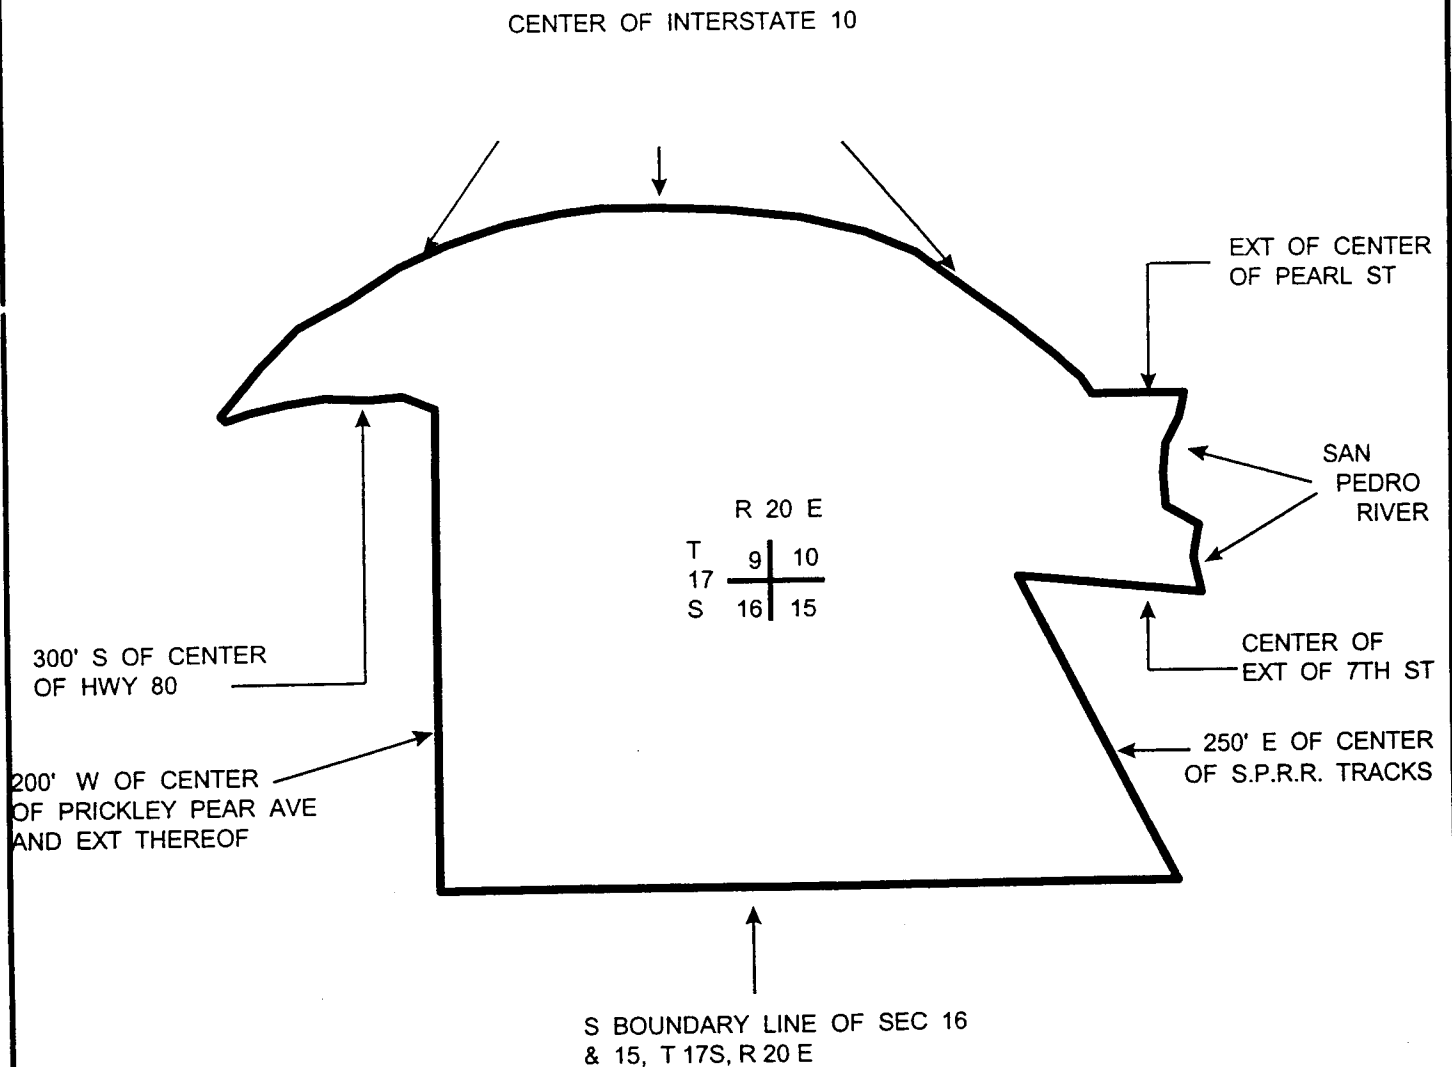 CENTER OF INTERSTATE 10
EXT OF CENTER
OF PEARL ST
SAN
PEDRO
RIVER
R 20 E
T
9 10
17
S 16 15
300' S OF CENTER
OF HWY 80
CENTER OF
EXT OF 7TH ST
250' E OF CENTER
OF S.P.R.R. TRACKS
200' W OF CENTER
OF PRICKLEY PEAR AVE
AND EXT THEREOF
S BOUNDARY LINE OF SEC 16
& 15, T 17S, R 20 E